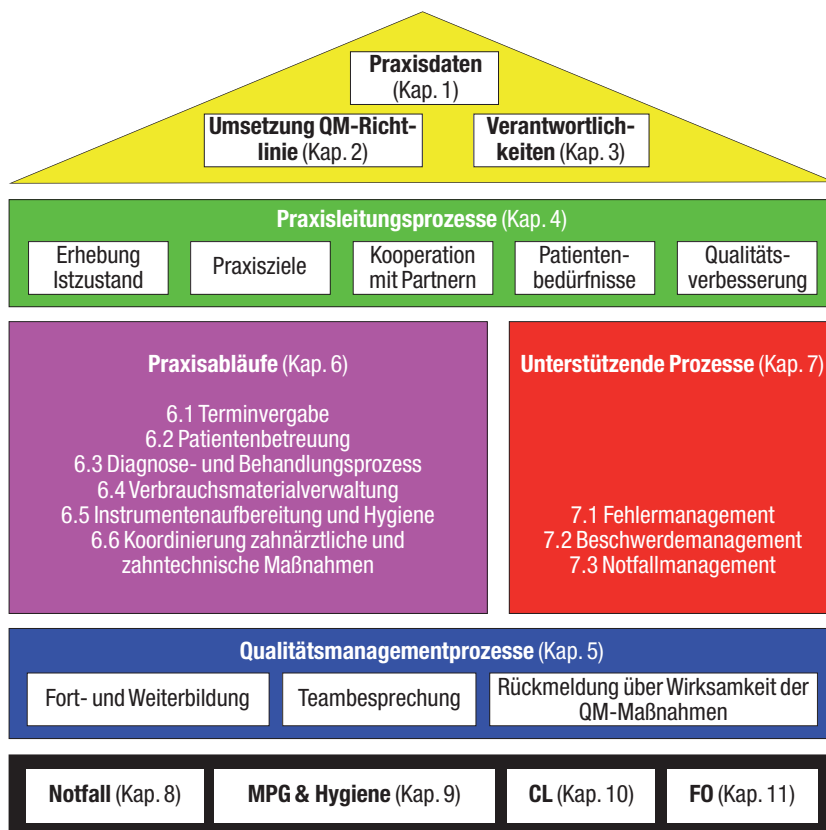 Praxisdaten
(Kap. 1)
Umsetzung QM-Richt-
linie (Kap. 2)
Verantwortlich-
keiten (Kap. 3)
Praxisleitungsprozesse (Kap. 4)
Erhebung
Istzustand
Praxisziele
Kooperation
mit Partnern
Patienten-
bedürfnisse
Qualitäts-
verbesserung
Praxisabläufe (Kap. 6)
6.1 Terminvergabe
6.2 Patientenbetreuung
6.3 Diagnose- und Behandlungsprozess
6.4 Verbrauchsmaterialverwaltung
6.5 Instrumentenaufbereitung und Hygiene
6.6 Koordinierung zahnärztliche und
zahntechnische Maßnahmen
Unterstützende Prozesse (Kap. 7)
7.1 Fehlermanagement
7.2 Beschwerdemanagement
7.3 Notfallmanagement
Qualitätsmanagementprozesse (Kap. 5)
Fort- und Weiterbildung
Teambesprechung
Rückmeldung über Wirksamkeit der
QM-Maßnahmen
Notfall (Kap. 8)
MPG & Hygiene (Kap. 9)
CL (Kap. 10)
FO (Kap. 11)